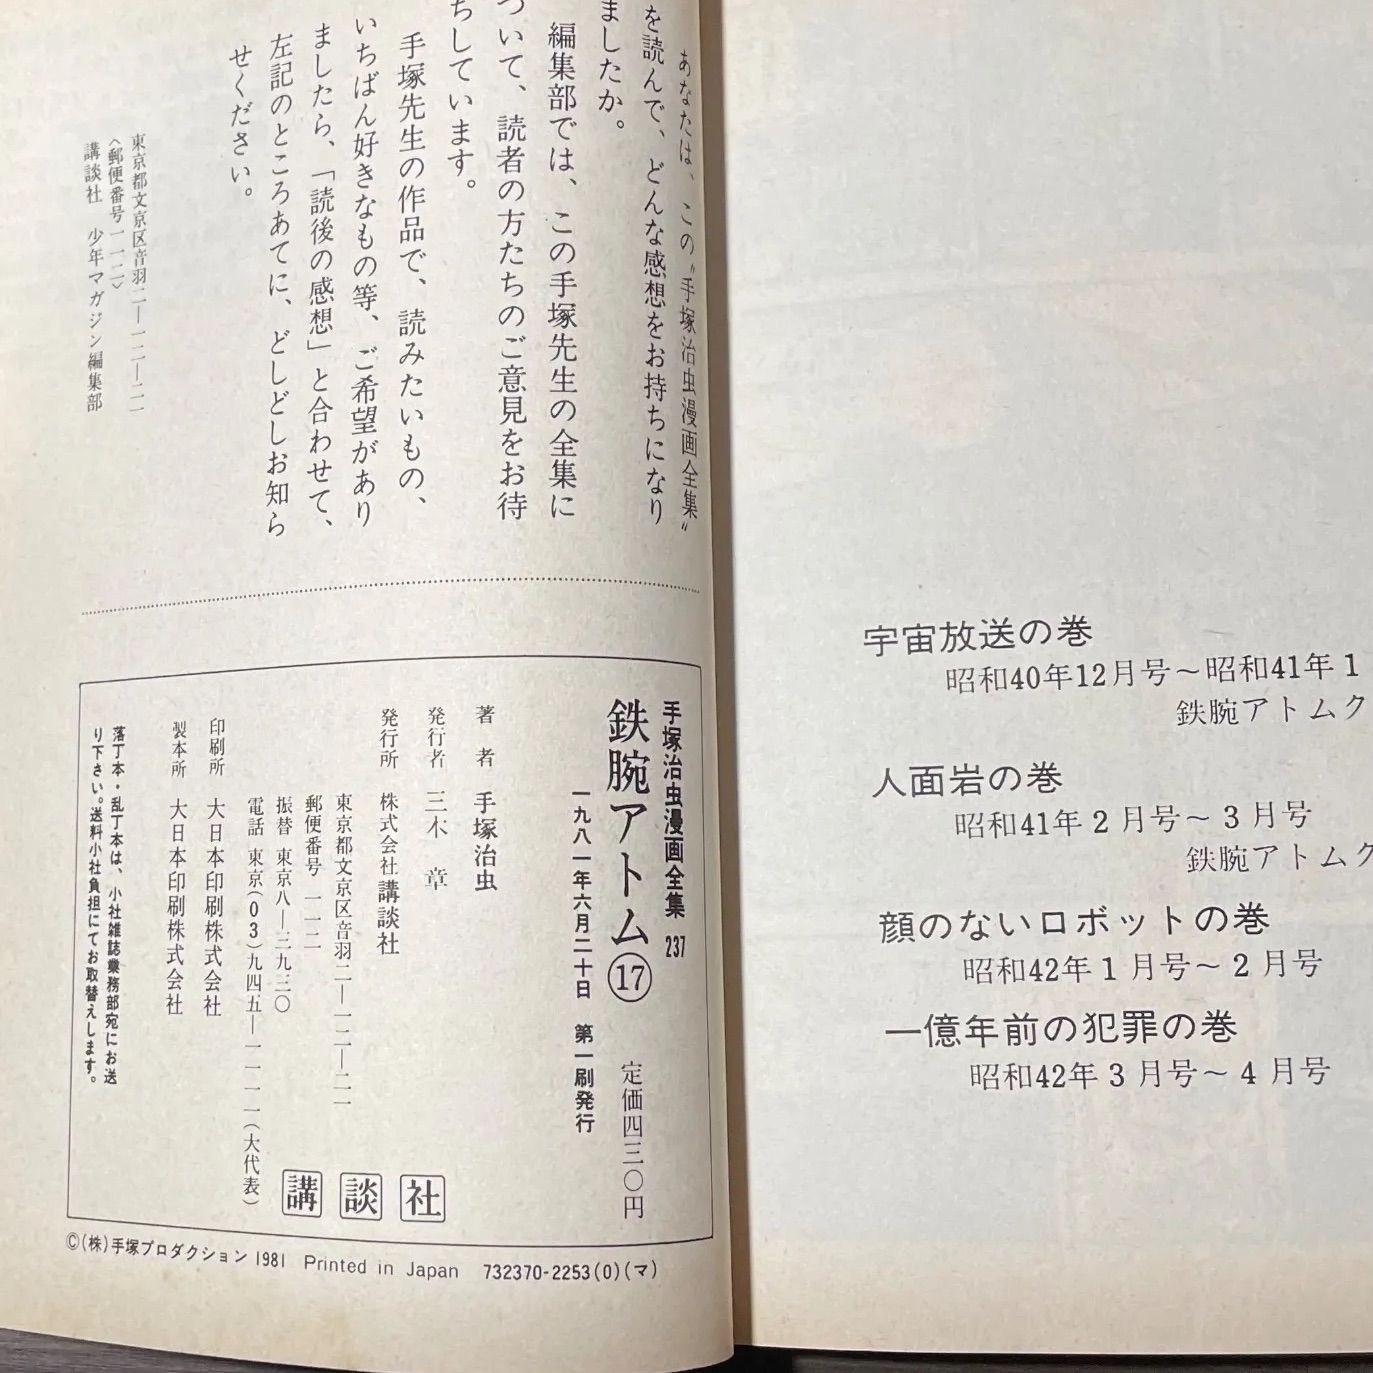 あなたは、この〝手塚治虫漫画全集〟
を読んで、どんな感想をお持ちになり
ましたか。
編集部では、この手塚先生の全集に
ついて、読者の方たちのご意見をお待
ちしています。
手塚先生の作品で、読みたいもの、
いちばん好きなもの等、ご希望があり
ましたら、「読後の感想」と合わせて、
左記のところあてに、どしどしお知ら
せください。
東京都文京区音羽二―一二―二一
〈郵便番号一一二〉
講談社 少年マガジン編集部
手塚治虫漫画全集 237
鉄腕アトム⑰ 定価四三〇円
一九八一年六月二十日 第一刷発行
著者 手塚治虫
発行者 三木 章
発行所 株式会社講談社
東京都文京区音羽二―一二―二一
郵便番号 一一二
振替 東京八―三九三〇
電話 東京(03)九四五―一一一一(大代表)
印刷所 大日本印刷株式会社
製本所 大日本印刷株式会社
落丁本・乱丁本は、小社雑誌業務部宛にお送
り下さい。送料小社負担にてお取替えします。
講談社
©(株)手塚プロダクション 1981 Printed in Japan 732370-2253(0)(マ)
宇宙放送の巻
昭和40年12月号〜昭和41年1
鉄腕アトムク
人面岩の巻
昭和41年2月号〜3月号
鉄腕アトムク
顔のないロボットの巻
昭和42年1月号〜2月号
一億年前の犯罪の巻
昭和42年3月号〜4月号